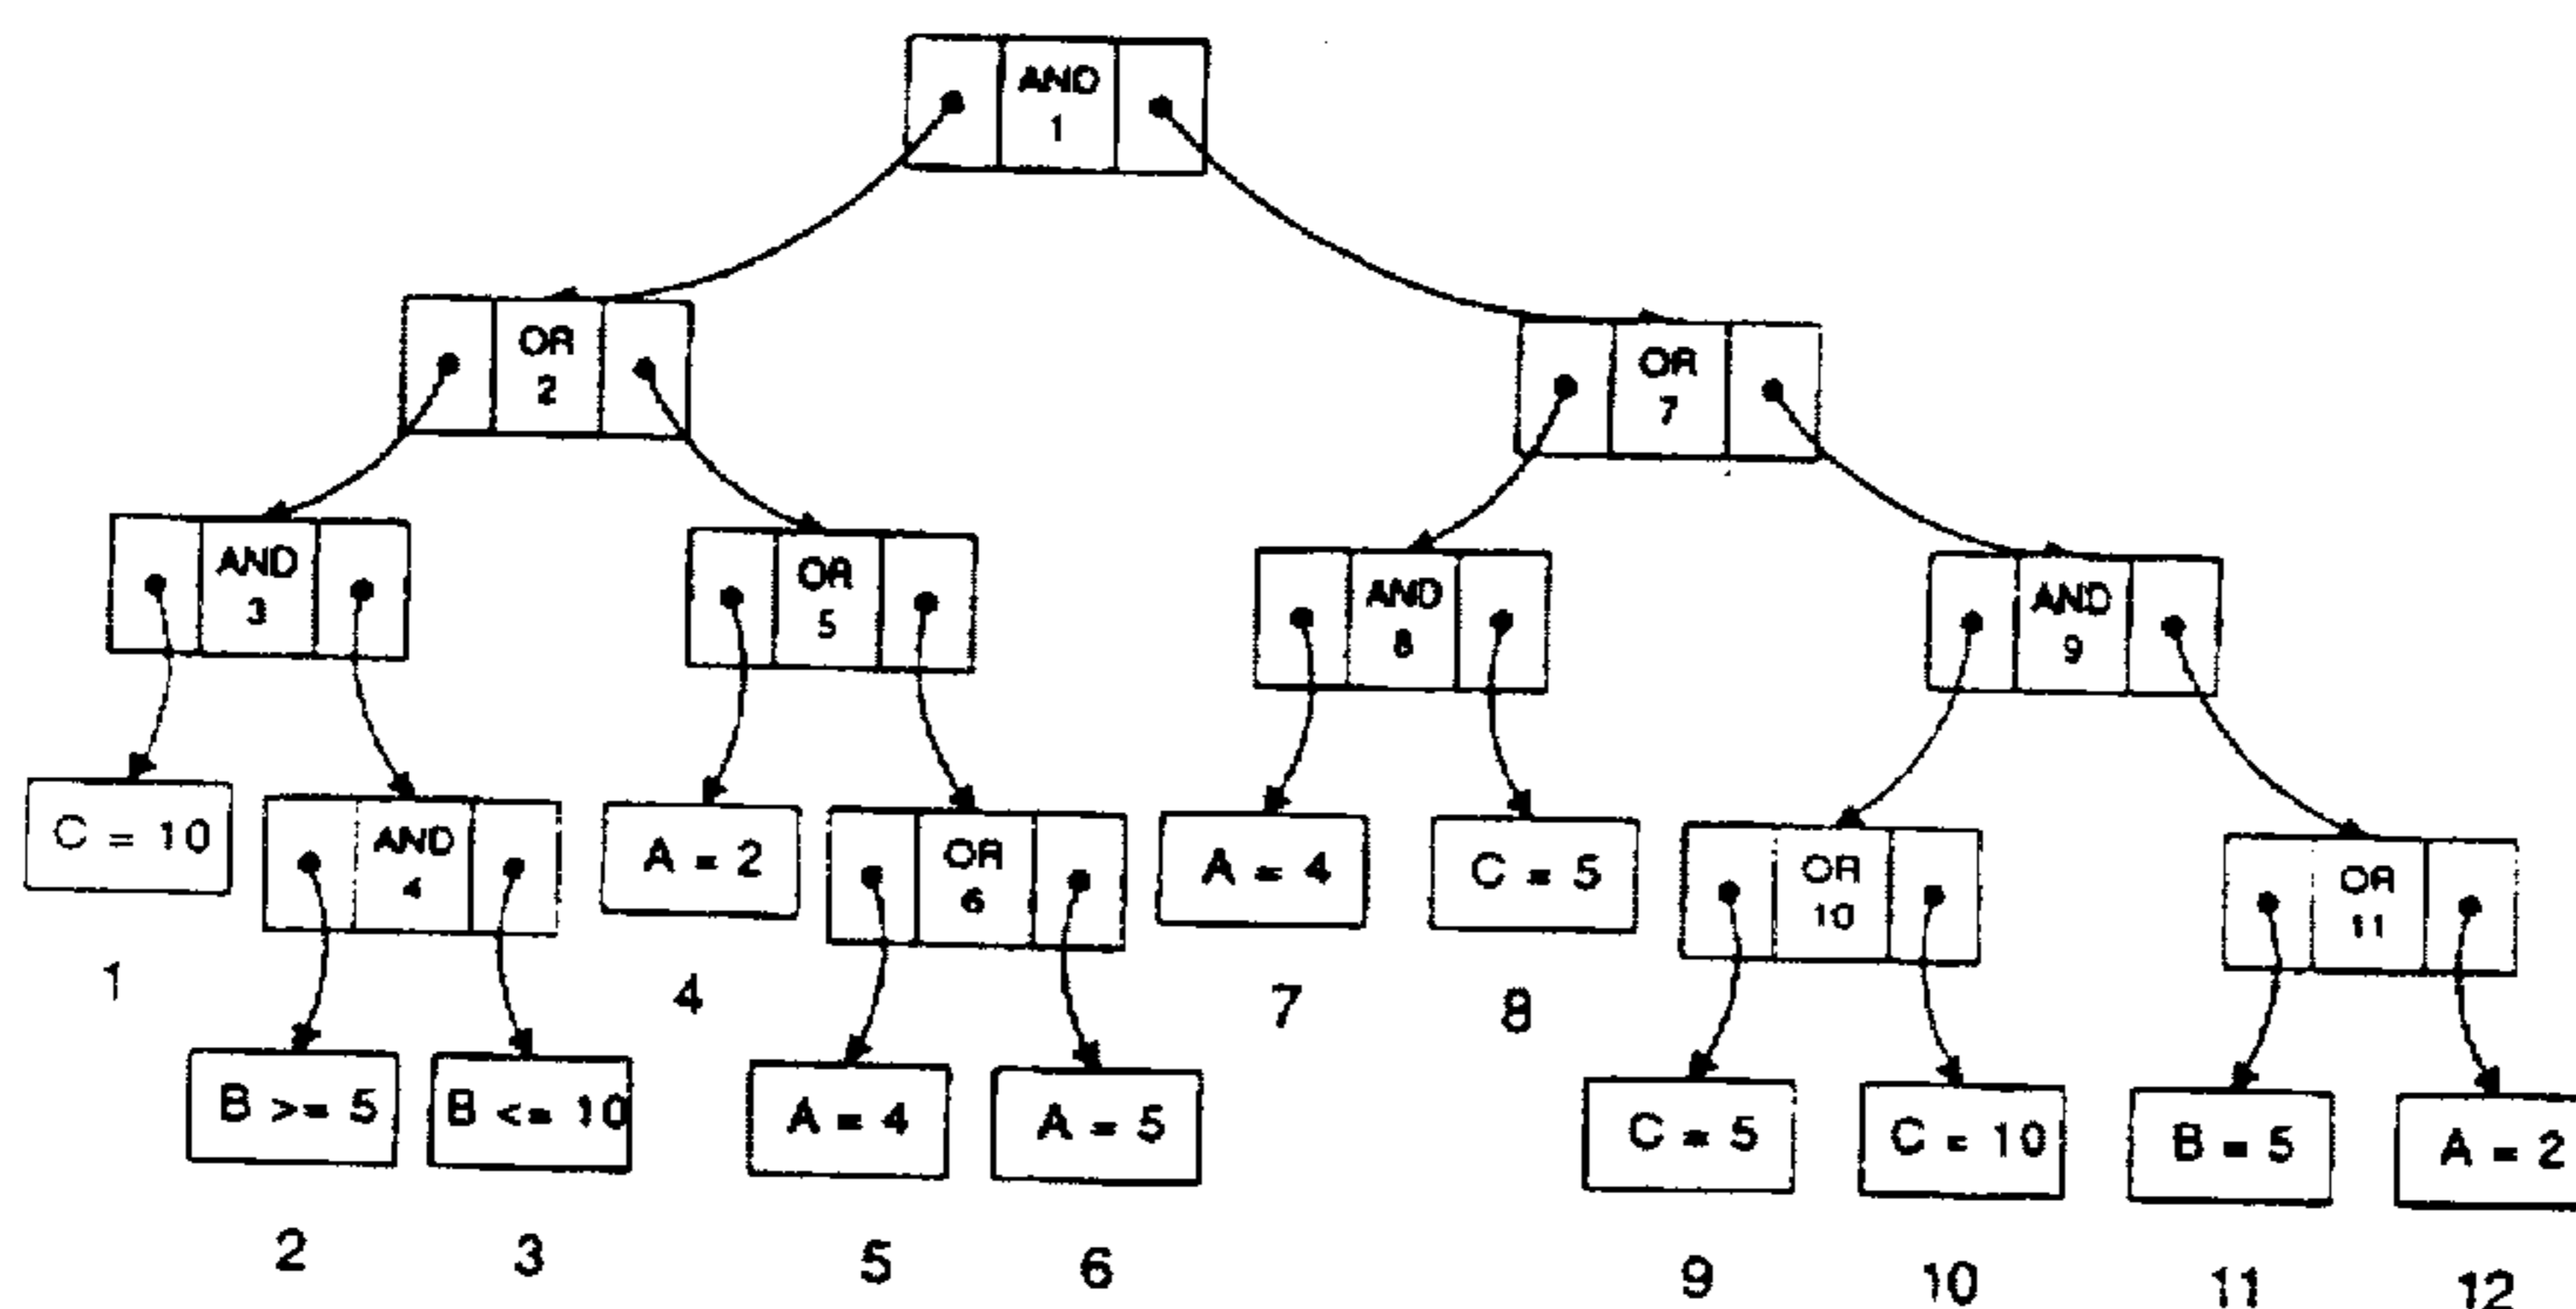 AND
1
OR
2
OR
7
AND
3
OR
5
AND
8
AND
9
C = 10
AND
4
A = 2
OR
6
A = 4
C = 5
OR
10
OR
11
1
4
7
8
B >= 5
B <= 10
A = 4
A = 5
C = 5
C = 10
B = 5
A = 2
2
3
5
6
9
10
11
12